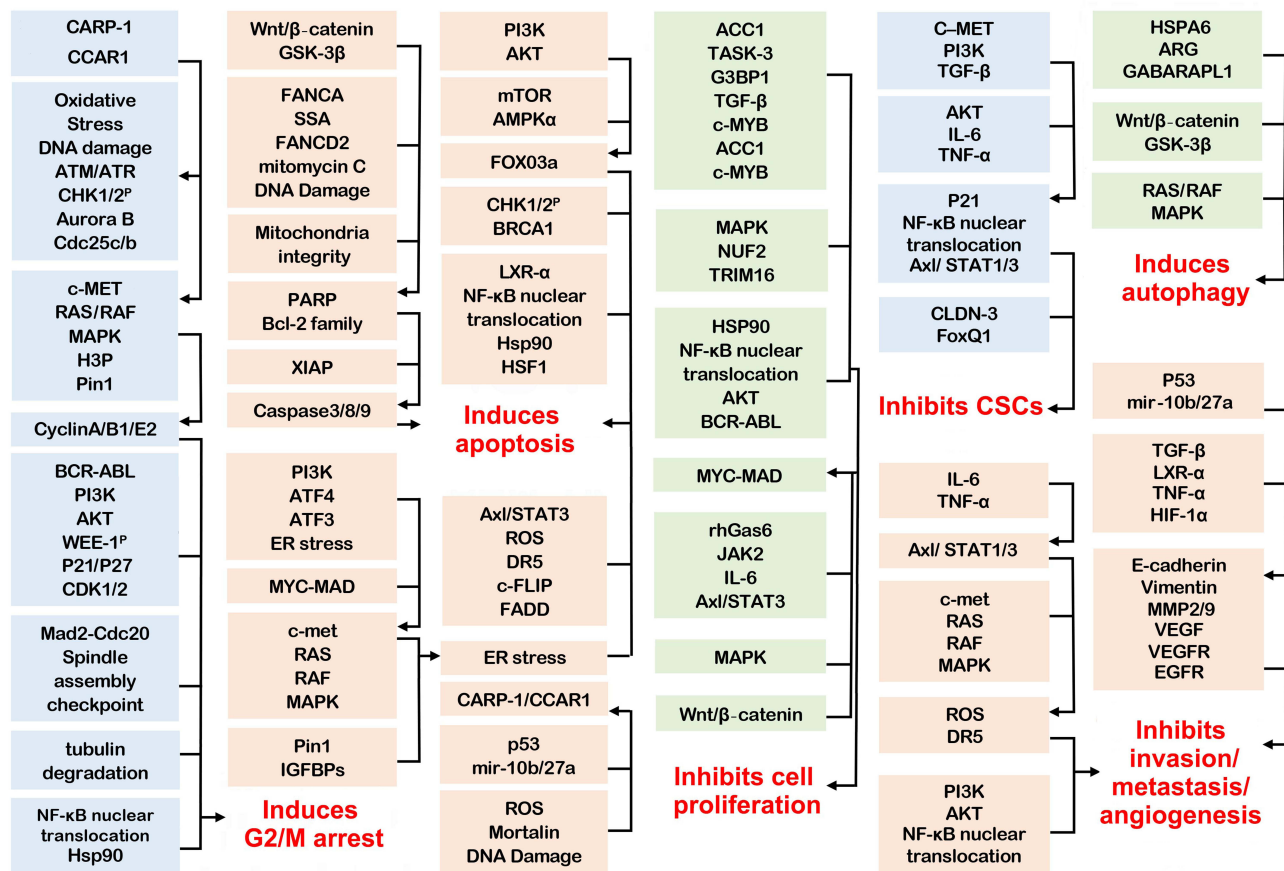 CARP-1
CCAR1
Oxidative
Stress
DNA damage
ATM/ATR
CHK1/2ᴾ
Aurora B
Cdc25c/b
c-MET
RAS/RAF
MAPK
H3P
Pin1
CyclinA/B1/E2
BCR-ABL
PI3K
AKT
WEE-1ᴾ
P21/P27
CDK1/2
Mad2-Cdc20
Spindle
assembly
checkpoint
tubulin
degradation
NF-κB nuclear
translocation
Hsp90
Wnt/β-catenin
GSK-3β
FANCA
SSA
FANCD2
mitomycin C
DNA Damage
Mitochondria
integrity
PARP
Bcl-2 family
XIAP
Caspase3/8/9
PI3K
ATF4
ATF3
ER stress
MYC-MAD
c-met
RAS
RAF
MAPK
Pin1
IGFBPs
Induces
G2/M arrest
PI3K
AKT
mTOR
AMPKα
FOX03a
CHK1/2ᴾ
BRCA1
LXR-α
NF-κB nuclear
translocation
Hsp90
HSF1
Induces
apoptosis
Axl/STAT3
ROS
DR5
c-FLIP
FADD
ER stress
CARP-1/CCAR1
p53
mir-10b/27a
ROS
Mortalin
DNA Damage
ACC1
TASK-3
G3BP1
TGF-β
c-MYB
ACC1
c-MYB
MAPK
NUF2
TRIM16
HSP90
NF-κB nuclear
translocation
AKT
BCR-ABL
MYC-MAD
rhGas6
JAK2
IL-6
Axl/STAT3
MAPK
Wnt/β-catenin
Inhibits cell
proliferation
C–MET
PI3K
TGF-β
AKT
IL-6
TNF-α
P21
NF-κB nuclear
translocation
Axl/ STAT1/3
CLDN-3
FoxQ1
Inhibits CSCs
IL-6
TNF-α
Axl/ STAT1/3
c-met
RAS
RAF
MAPK
ROS
DR5
PI3K
AKT
NF-κB nuclear
translocation
HSPA6
ARG
GABARAPL1
Wnt/β-catenin
GSK-3β
RAS/RAF
MAPK
Induces
autophagy
P53
mir-10b/27a
TGF-β
LXR-α
TNF-α
HIF-1α
E-cadherin
Vimentin
MMP2/9
VEGF
VEGFR
EGFR
Inhibits
invasion/
metastasis/
angiogenesis